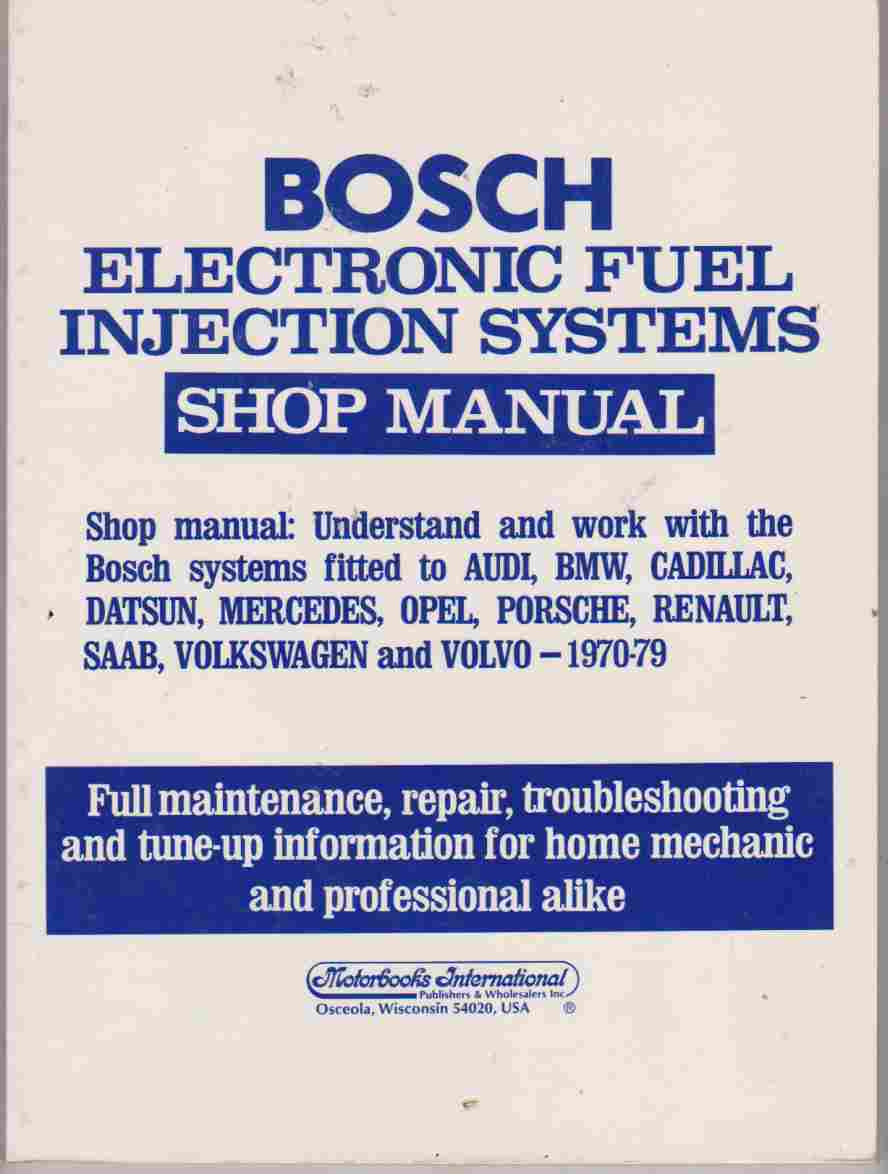 BOSCH
ELECTRONIC FUEL
INJECTION SYSTEMS
SHOP MANUAL
Shop manual: Understand and work with the
Bosch systems fitted to AUDI, BMW, CADILLAC,
DATSUN, MERCEDES, OPEL, PORSCHE, RENAULT,
SAAB, VOLKSWAGEN and VOLVO – 1970-79
Full maintenance, repair, troubleshooting
and tune-up information for home mechanic
and professional alike
Motorbooks International
Publishers & Wholesalers Inc.
Osceola, Wisconsin 54020, USA ®